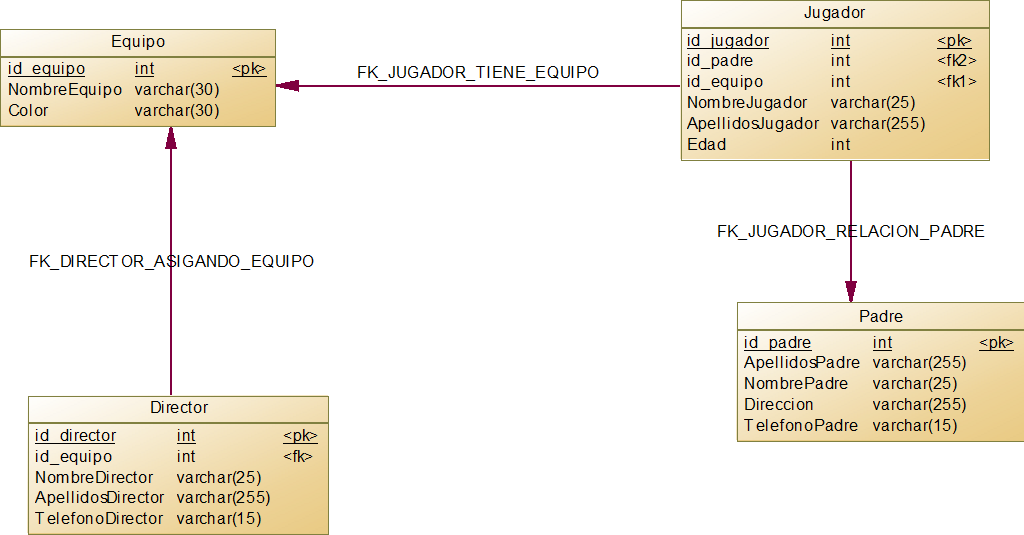 Equipo
id_equipo int <pk>
NombreEquipo varchar(30)
Color varchar(30)
FK_JUGADOR_TIENE_EQUIPO
Jugador
id_jugador int <pk>
id_padre int <fk2>
id_equipo int <fk1>
NombreJugador varchar(25)
ApellidosJugador varchar(255)
Edad int
FK_DIRECTOR_ASIGANDO_EQUIPO
FK_JUGADOR_RELACION_PADRE
Padre
id_padre int <pk>
ApellidosPadre varchar(255)
NombrePadre varchar(25)
Direccion varchar(255)
TelefonoPadre varchar(15)
Director
id_director int <pk>
id_equipo int <fk>
NombreDirector varchar(25)
ApellidosDirector varchar(255)
TelefonoDirector varchar(15)